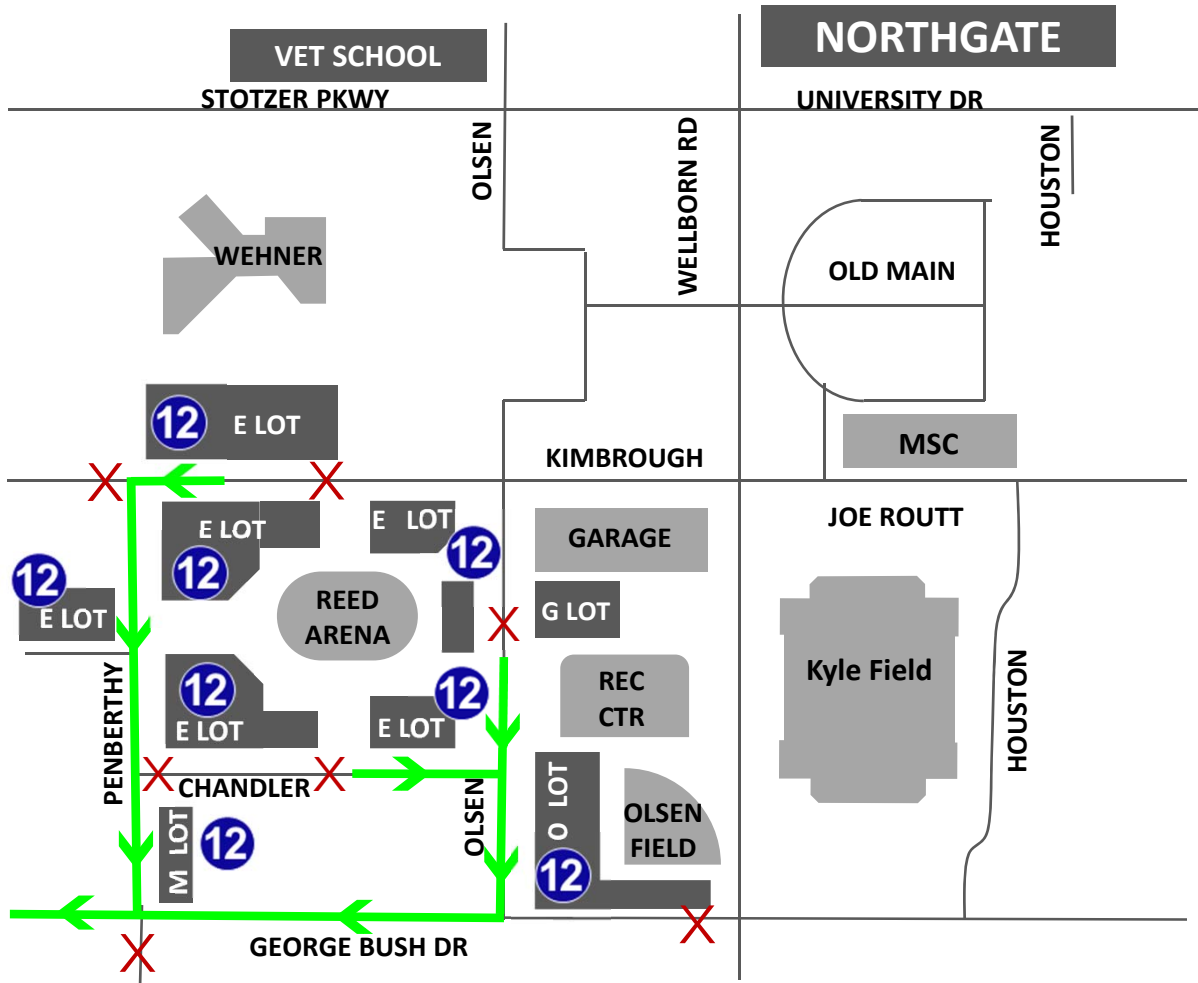 NORTHGATE
VET SCHOOL
STOTZER PKWY
UNIVERSITY DR
OLSEN
WELLBORN RD
HOUSTON
WEHNER
OLD MAIN
12
E LOT
KIMBROUGH
MSC
JOE ROUTT
E LOT
12
E LOT
12
GARAGE
12
E LOT
G LOT
REED
ARENA
REC
CTR
Kyle Field
12
E LOT
12
E LOT
PENBERTHY
CHANDLER
OLSEN
HOUSTON
M LOT
12
O LOT
12
OLSEN
FIELD
GEORGE BUSH DR